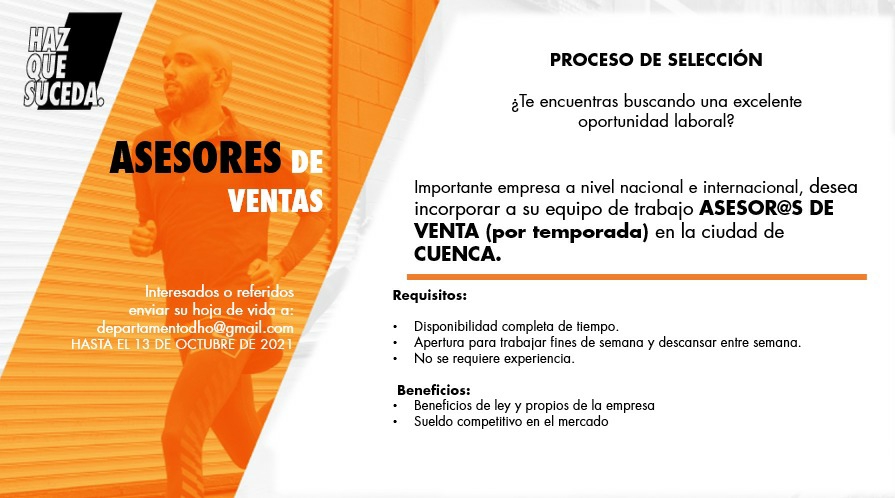 HAZ
QUE
SUCEDA.
ASESORES DE
VENTAS
Interesados o referidos
enviar su hoja de vida a:
departamentodho@gmail.com
HASTA EL 13 DE OCTUBRE DE 2021
PROCESO DE SELECCIÓN
¿Te encuentras buscando una excelente
oportunidad laboral?
Importante empresa a nivel nacional e internacional, desea
incorporar a su equipo de trabajo ASESOR@S DE
VENTA (por temporada) en la ciudad de
CUENCA.
Requisitos:
• Disponibilidad completa de tiempo.
• Apertura para trabajar fines de semana y descansar entre semana.
• No se requiere experiencia.
Beneficios:
• Beneficios de ley y propios de la empresa
• Sueldo competitivo en el mercado